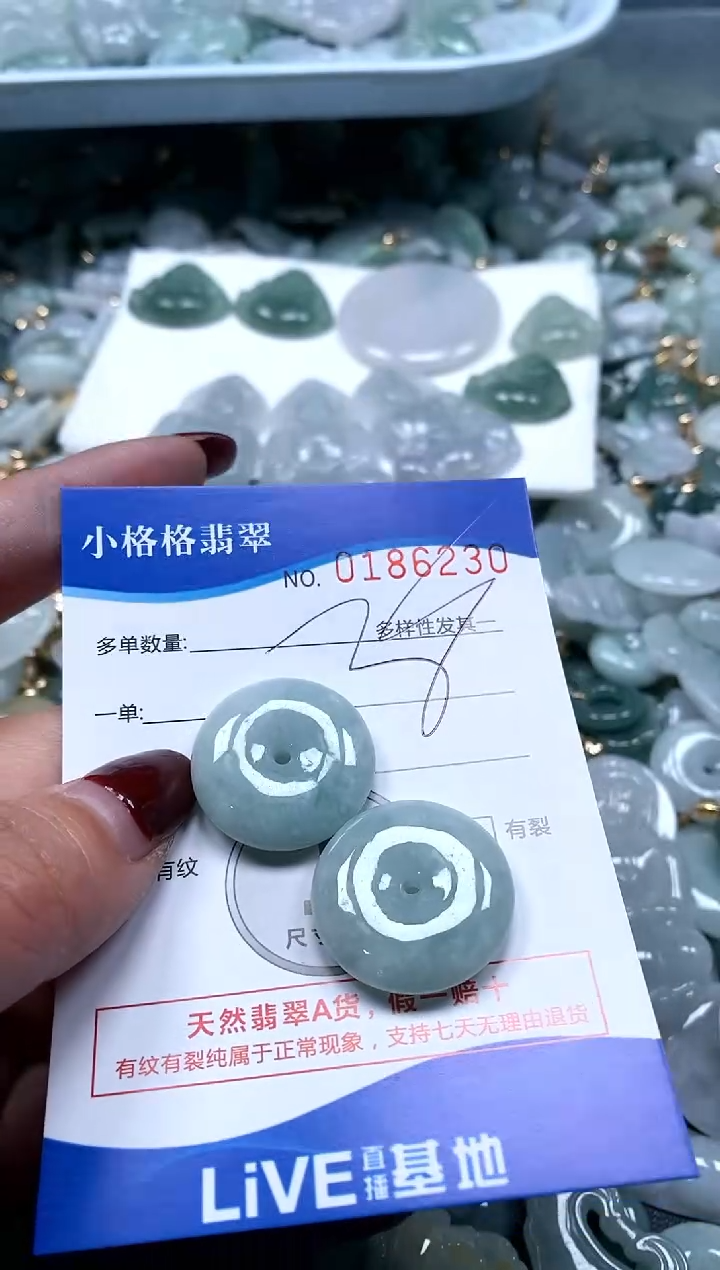 小格格翡翠
NO. 0186230
多单数量:
多样性发其一
一单:
有裂
有纹
尺寸
天然翡翠A货，假一赔十
有纹有裂纯属于正常现象，支持七天无理由退货
LiVE直播基地